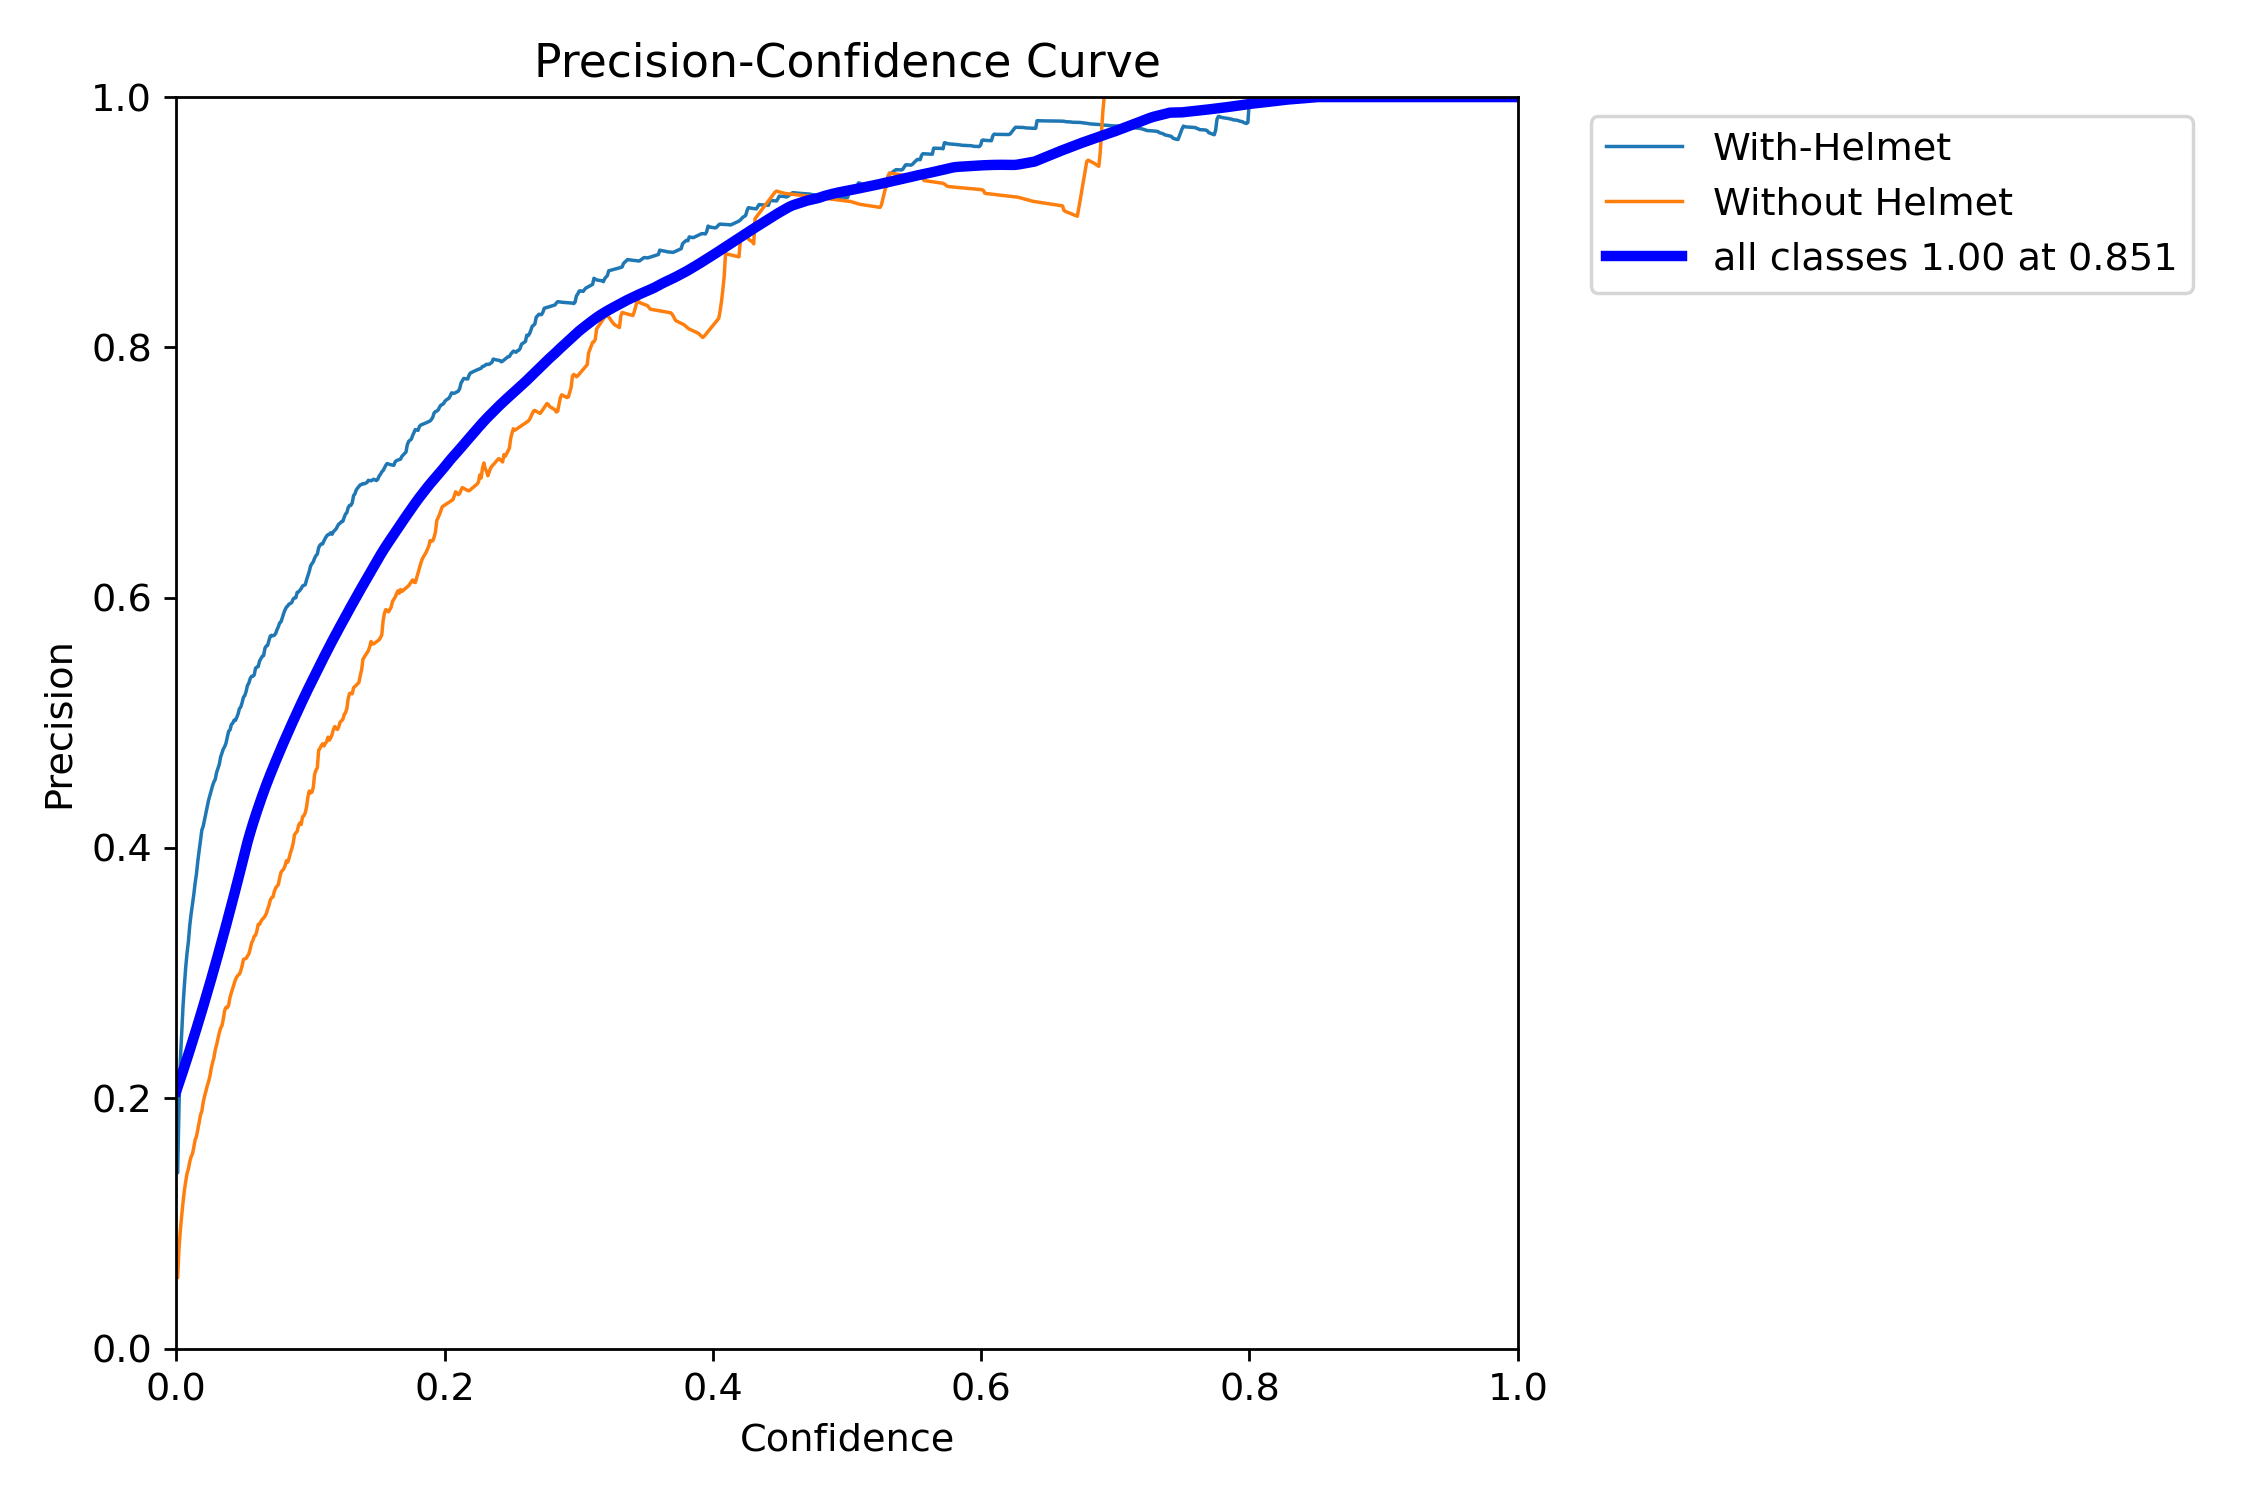 Precision-Confidence Curve
1.0
0.8
0.6
0.4
0.2
0.0
Precision
0.0 0.2 0.4 0.6 0.8 1.0
Confidence
With-Helmet
Without Helmet
all classes 1.00 at 0.851